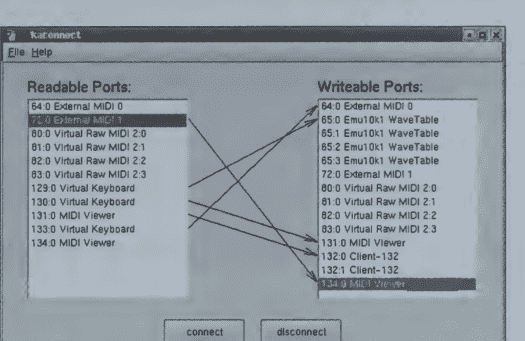 kaconnect
File Help
Readable Ports:
64:0 External MIDI 0
72:0 External MIDI 1
80:0 Virtual Raw MIDI 2:0
81:0 Virtual Raw MIDI 2:1
82:0 Virtual Raw MIDI 2:2
83:0 Virtual Raw MIDI 2:3
129:0 Virtual Keyboard
130:0 Virtual Keyboard
131:0 MIDI Viewer
133:0 Virtual Keyboard
134:0 MIDI Viewer
Writeable Ports:
64:0 External MIDI 0
65:0 Emu10k1 WaveTable
65:1 Emu10k1 WaveTable
65:2 Emu10k1 WaveTable
65:3 Emu10k1 WaveTable
72:0 External MIDI 1
80:0 Virtual Raw MIDI 2:0
81:0 Virtual Raw MIDI 2:1
82:0 Virtual Raw MIDI 2:2
83:0 Virtual Raw MIDI 2:3
131:0 MIDI Viewer
132:0 Client-132
132:1 Client-132
134:0 MIDI Viewer
connect
disconnect